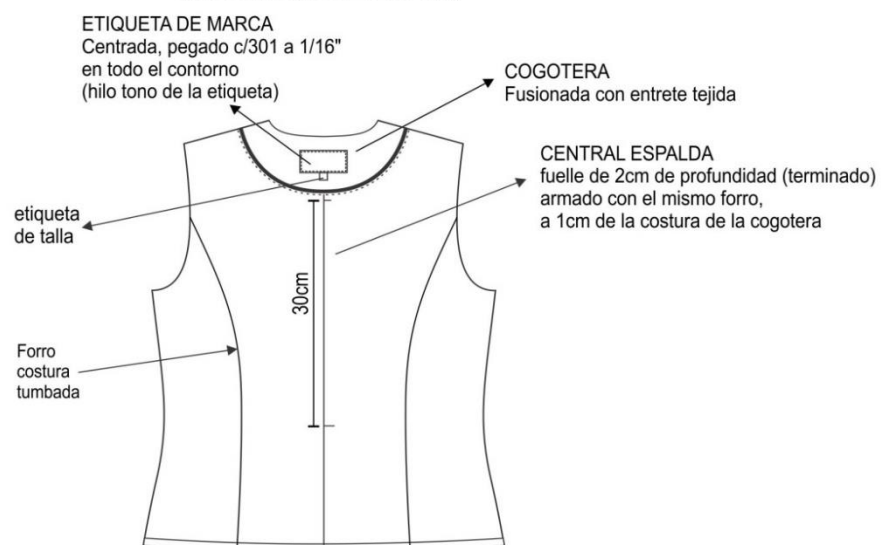 ETIQUETA DE MARCA
Centrada, pegado c/301 a 1/16"
en todo el contorno
(hilo tono de la etiqueta)
COGOTERA
Fusionada con entrete tejida
CENTRAL ESPALDA
fuelle de 2cm de profundidad (terminado)
armado con el mismo forro,
a 1cm de la costura de la cogotera
etiqueta
de talla
30cm
Forro
costura
tumbada